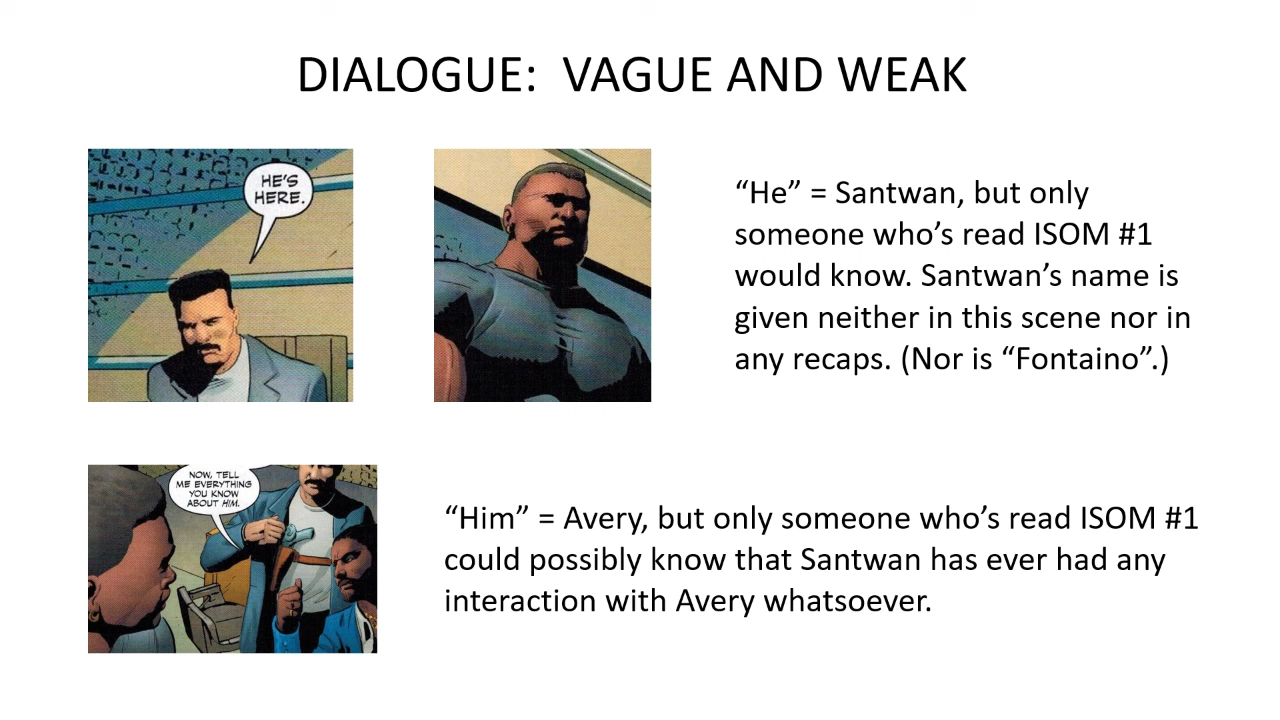 DIALOGUE:  VAGUE AND WEAK
HE'S
HERE.
“He” = Santwan, but only
someone who’s read ISOM #1
would know. Santwan’s name is
given neither in this scene nor in
any recaps. (Nor is “Fontaino”.)
NOW, TELL
ME EVERYTHING
YOU KNOW
ABOUT HIM.
“Him” = Avery, but only someone who’s read ISOM #1
could possibly know that Santwan has ever had any
interaction with Avery whatsoever.